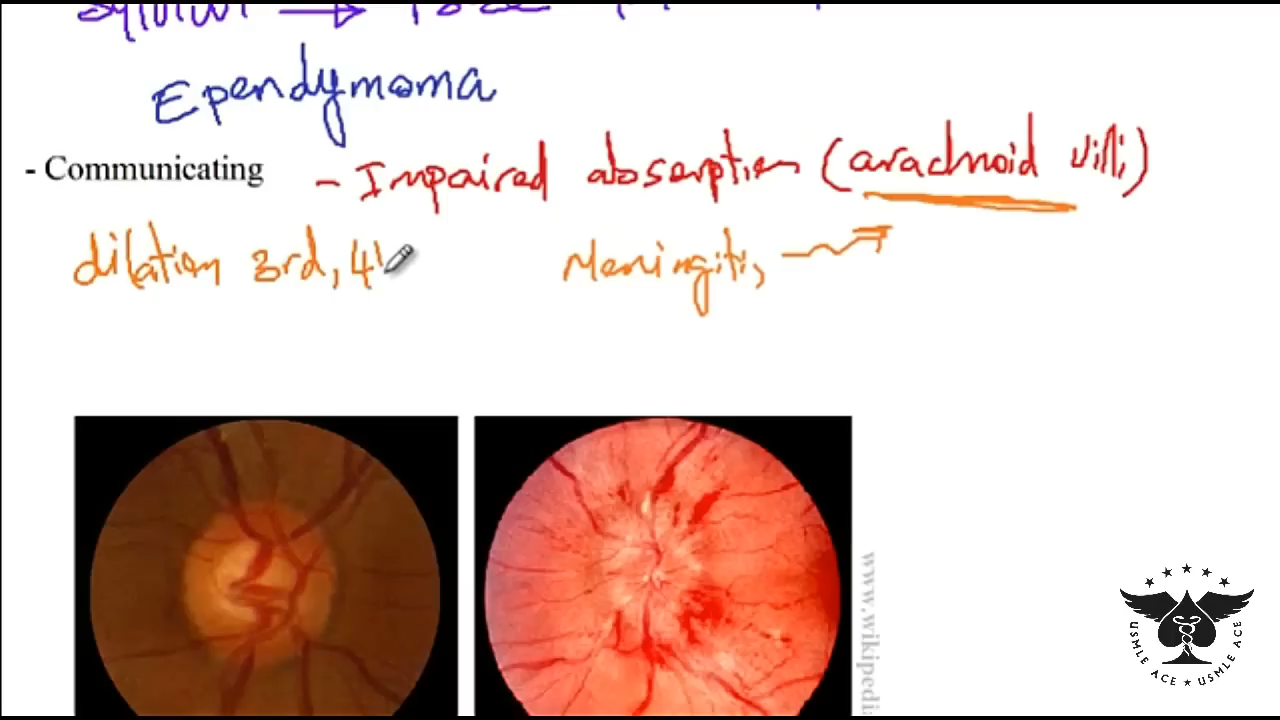 Ependymoma
- Communicating - Impaired absorption (arachnoid villi)
dilation 3rd, 4 Meningitis
www.wikipedia
USMLE ACE ★ USMLE ACE